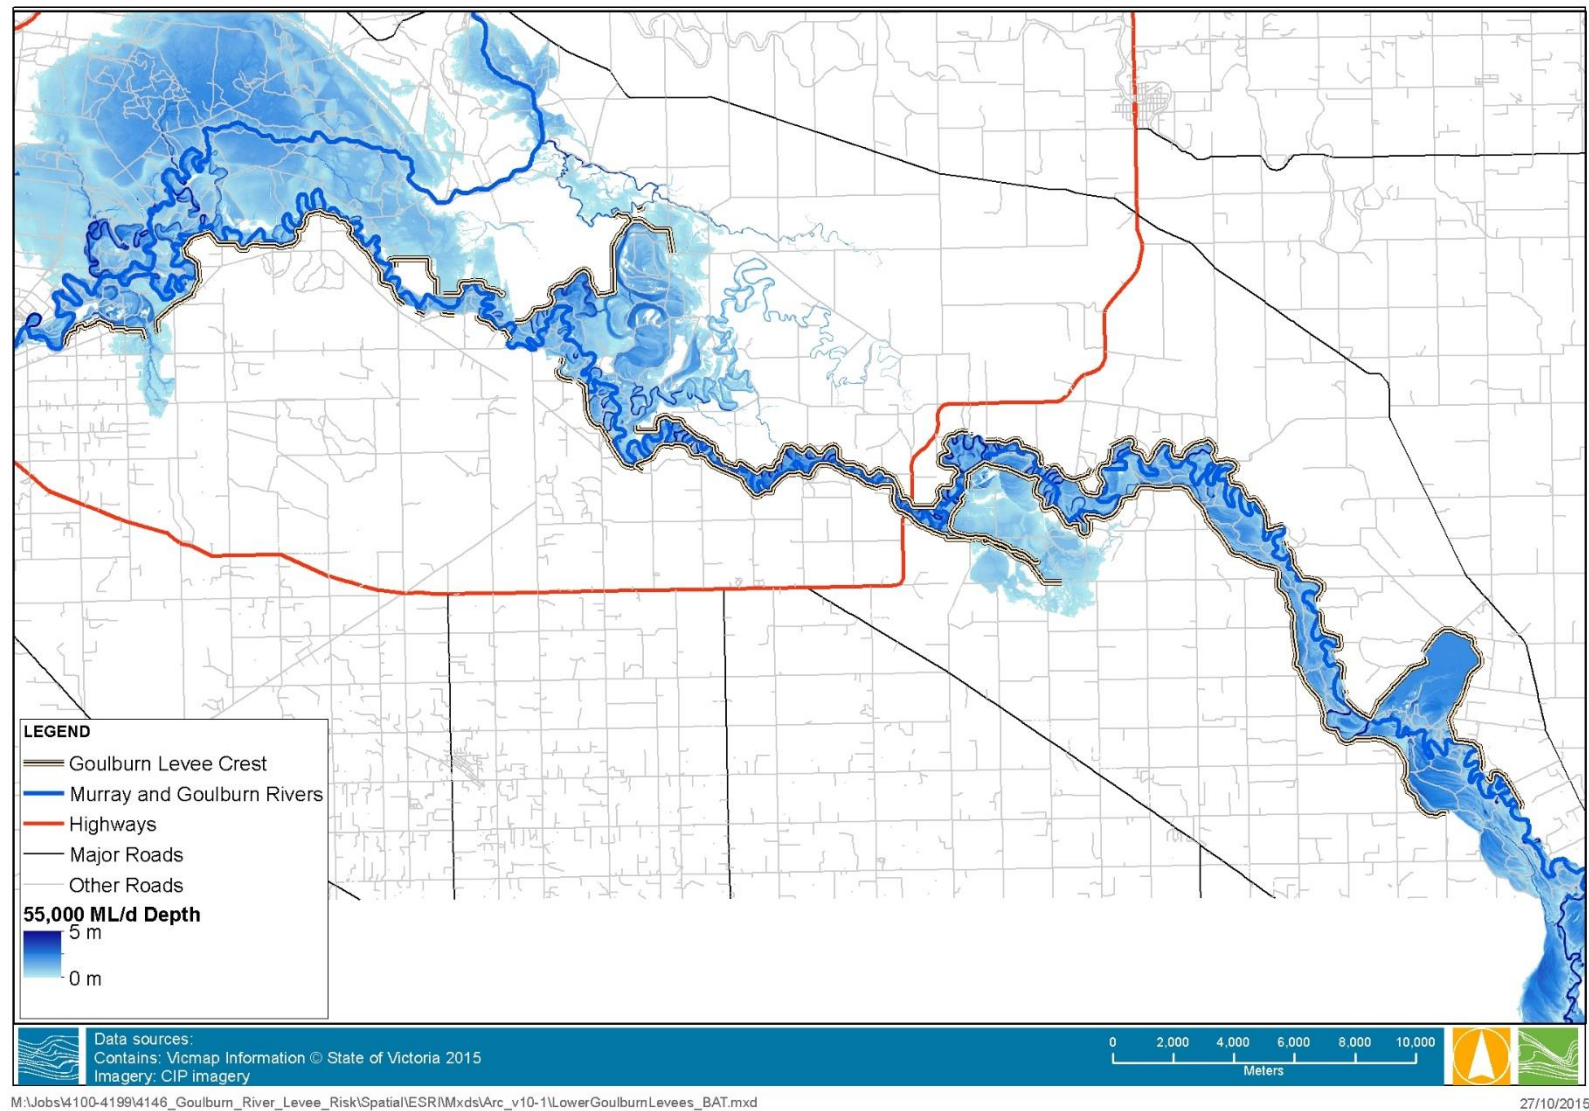 LEGEND
Goulburn Levee Crest
Murray and Goulburn Rivers
Highways
Major Roads
Other Roads
55,000 ML/d Depth
5 m
0 m
Data sources:
Contains: Vicmap Information © State of Victoria 2015
Imagery: CIP imagery
0 2,000 4,000 6,000 8,000 10,000
Meters
M:\Jobs\4100-4199\4146_Goulburn_River_Levee_Risk\Spatial\ESRI\Mxds\Arc_v10-1\LowerGoulburnLevees_BAT.mxd
27/10/2015